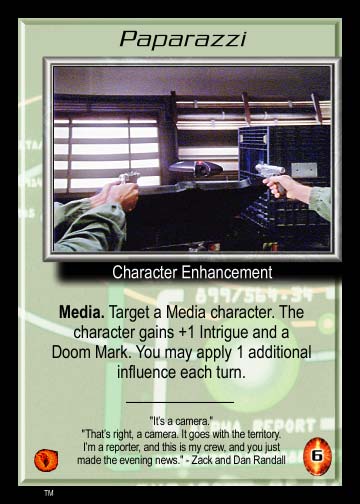 Paparazzi
Character Enhancement
Media. Target a Media character. The
character gains +1 Intrigue and a
Doom Mark. You may apply 1 additional
influence each turn.
"It's a camera."
"That's right, a camera. It goes with the territory.
I'm a reporter, and this is my crew, and you just
made the evening news." - Zack and Dan Randall
6
TM